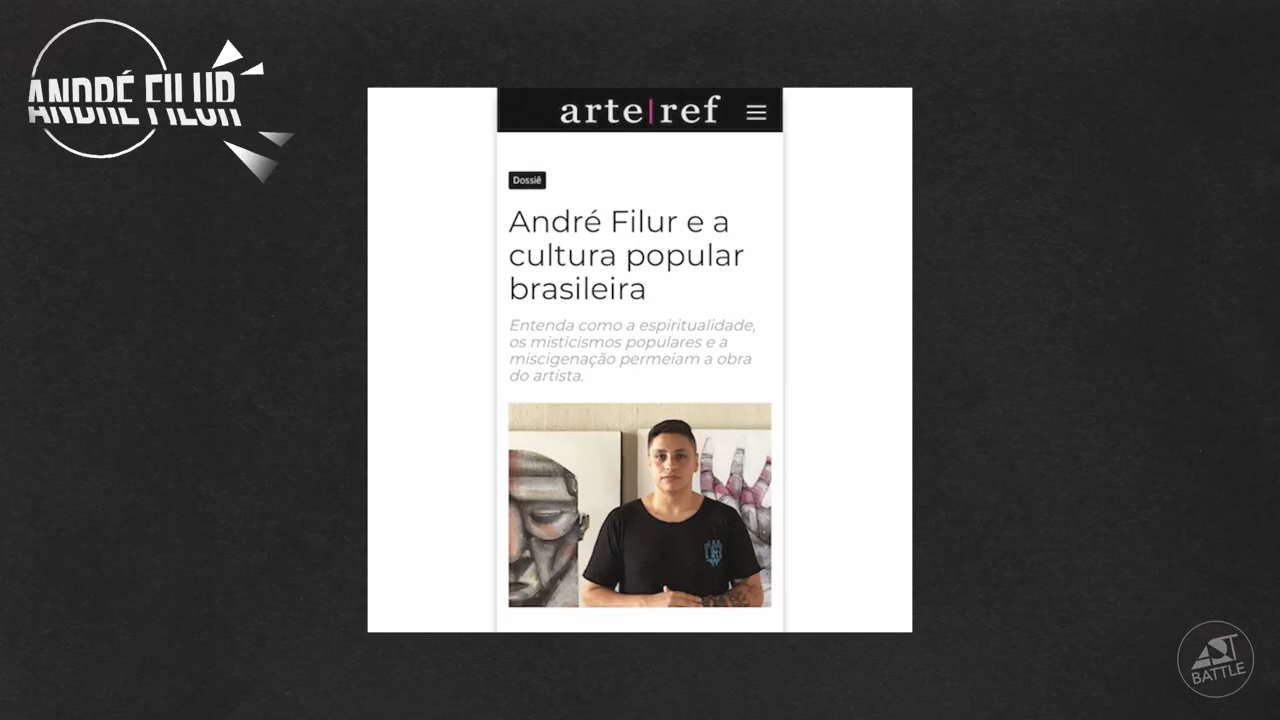 ANDRÉ FILUR
arte|ref
Dossiê
André Filur e a
cultura popular
brasileira
Entenda como a espiritualidade,
os misticismos populares e a
miscigenação permeiam a obra
do artista.
ART
BATTLE